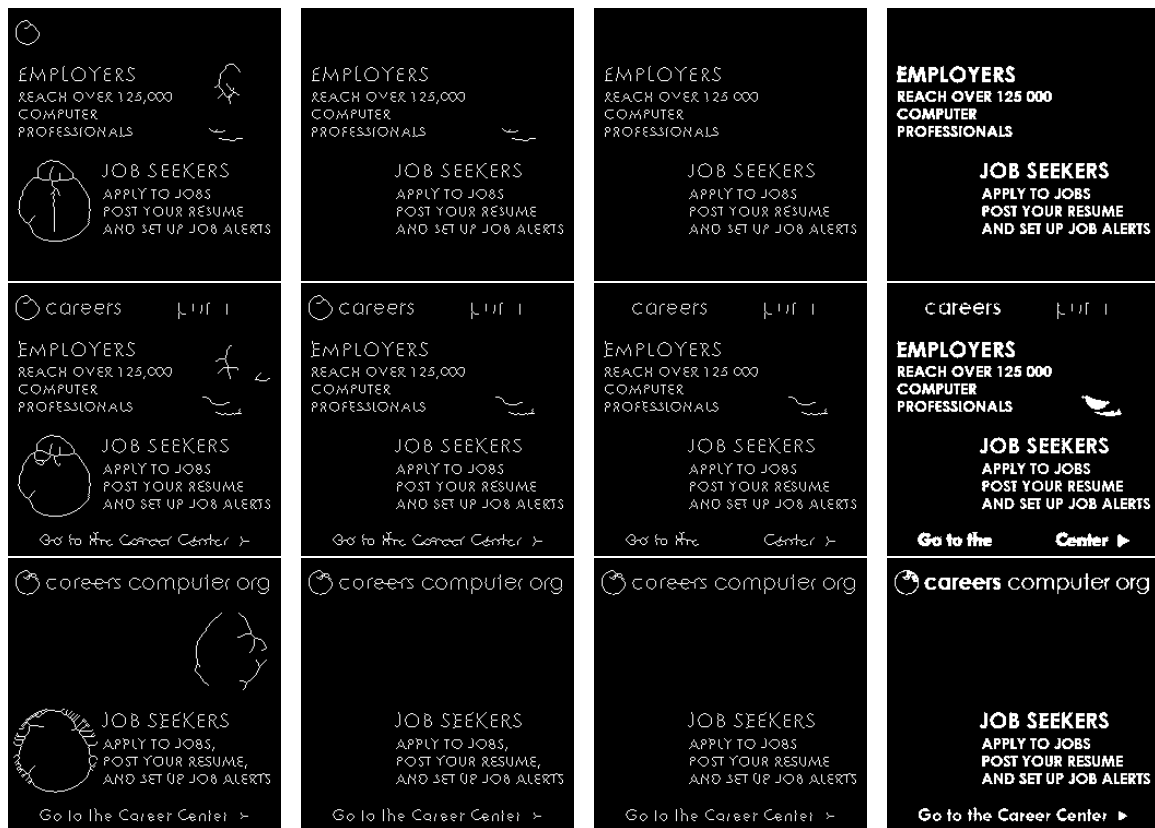 EMPLOYERS
REACH OVER 125,000
COMPUTER
PROFESSIONALS
JOB SEEKERS
APPLY TO JOBS
POST YOUR RESUME
AND SET UP JOB ALERTS
EMPLOYERS
REACH OVER 125,000
COMPUTER
PROFESSIONALS
JOB SEEKERS
APPLY TO JOBS
POST YOUR RESUME
AND SET UP JOB ALERTS
EMPLOYERS
REACH OVER 125 000
COMPUTER
PROFESSIONALS
JOB SEEKERS
APPLY TO JOBS
POST YOUR RESUME
AND SET UP JOB ALERTS
EMPLOYERS
REACH OVER 125 000
COMPUTER
PROFESSIONALS
JOB SEEKERS
APPLY TO JOBS
POST YOUR RESUME
AND SET UP JOB ALERTS
careers
EMPLOYERS
REACH OVER 125,000
COMPUTER
PROFESSIONALS
JOB SEEKERS
APPLY TO JOBS
POST YOUR RESUME
AND SET UP JOB ALERTS
Go to the Career Center
careers
EMPLOYERS
REACH OVER 125,000
COMPUTER
PROFESSIONALS
JOB SEEKERS
APPLY TO JOBS
POST YOUR RESUME
AND SET UP JOB ALERTS
Go to the Career Center
careers
EMPLOYERS
REACH OVER 125 000
COMPUTER
PROFESSIONALS
JOB SEEKERS
APPLY TO JOBS
POST YOUR RESUME
AND SET UP JOB ALERTS
Go to the Center
careers
EMPLOYERS
REACH OVER 125 000
COMPUTER
PROFESSIONALS
JOB SEEKERS
APPLY TO JOBS
POST YOUR RESUME
AND SET UP JOB ALERTS
Go to the Center
careers computer org
JOB SEEKERS
APPLY TO JOBS,
POST YOUR RESUME,
AND SET UP JOB ALERTS
Go to the Career Center
careers computer org
JOB SEEKERS
APPLY TO JOBS,
POST YOUR RESUME,
AND SET UP JOB ALERTS
Go to the Career Center
careers computer org
JOB SEEKERS
APPLY TO JOBS
POST YOUR RESUME
AND SET UP JOB ALERTS
Go to the Career Center
careers computer org
JOB SEEKERS
APPLY TO JOBS
POST YOUR RESUME
AND SET UP JOB ALERTS
Go to the Career Center